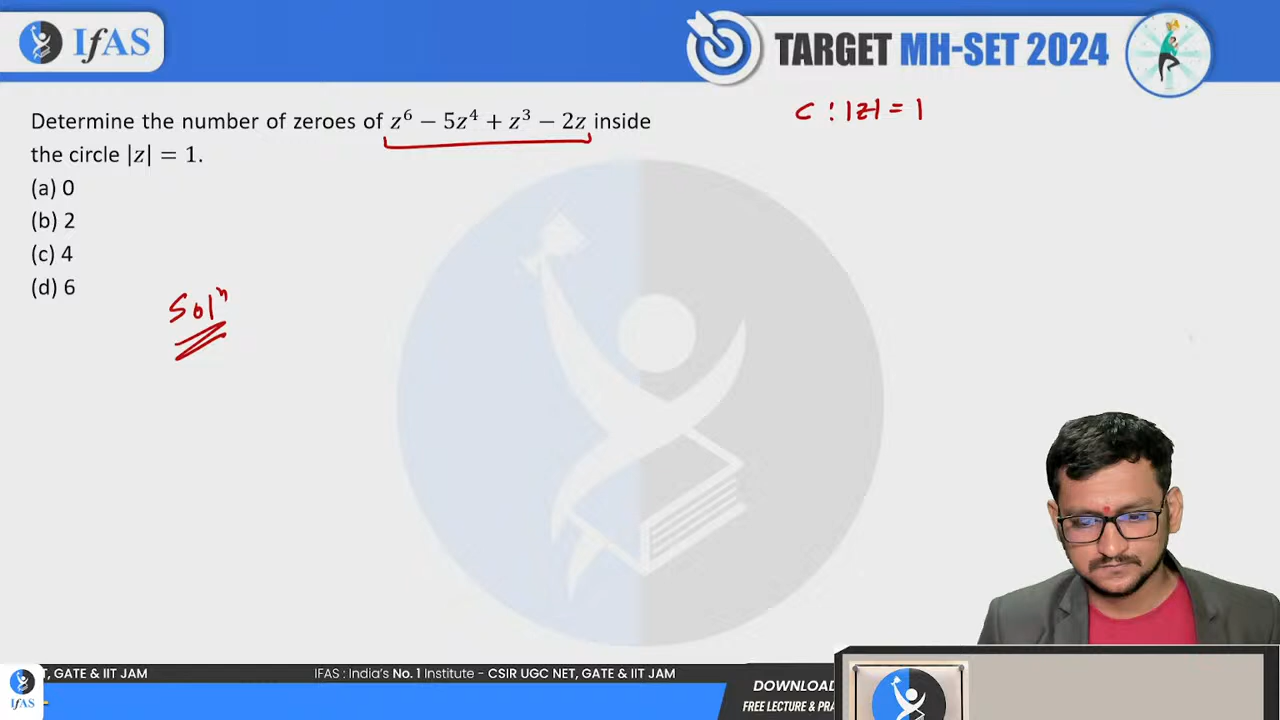 IfAS
TARGET MH-SET 2024
C : |z| = 1
Determine the number of zeroes of z⁶ − 5z⁴ + z³ − 2z inside
the circle |z| = 1.
(a) 0
(b) 2
(c) 4
(d) 6
Solⁿ
T, GATE & IIT JAM
IFAS : India's No. 1 Institute - CSIR UGC NET, GATE & IIT JAM
IfAS
DOWNLOAD
FREE LECTURE & PRA